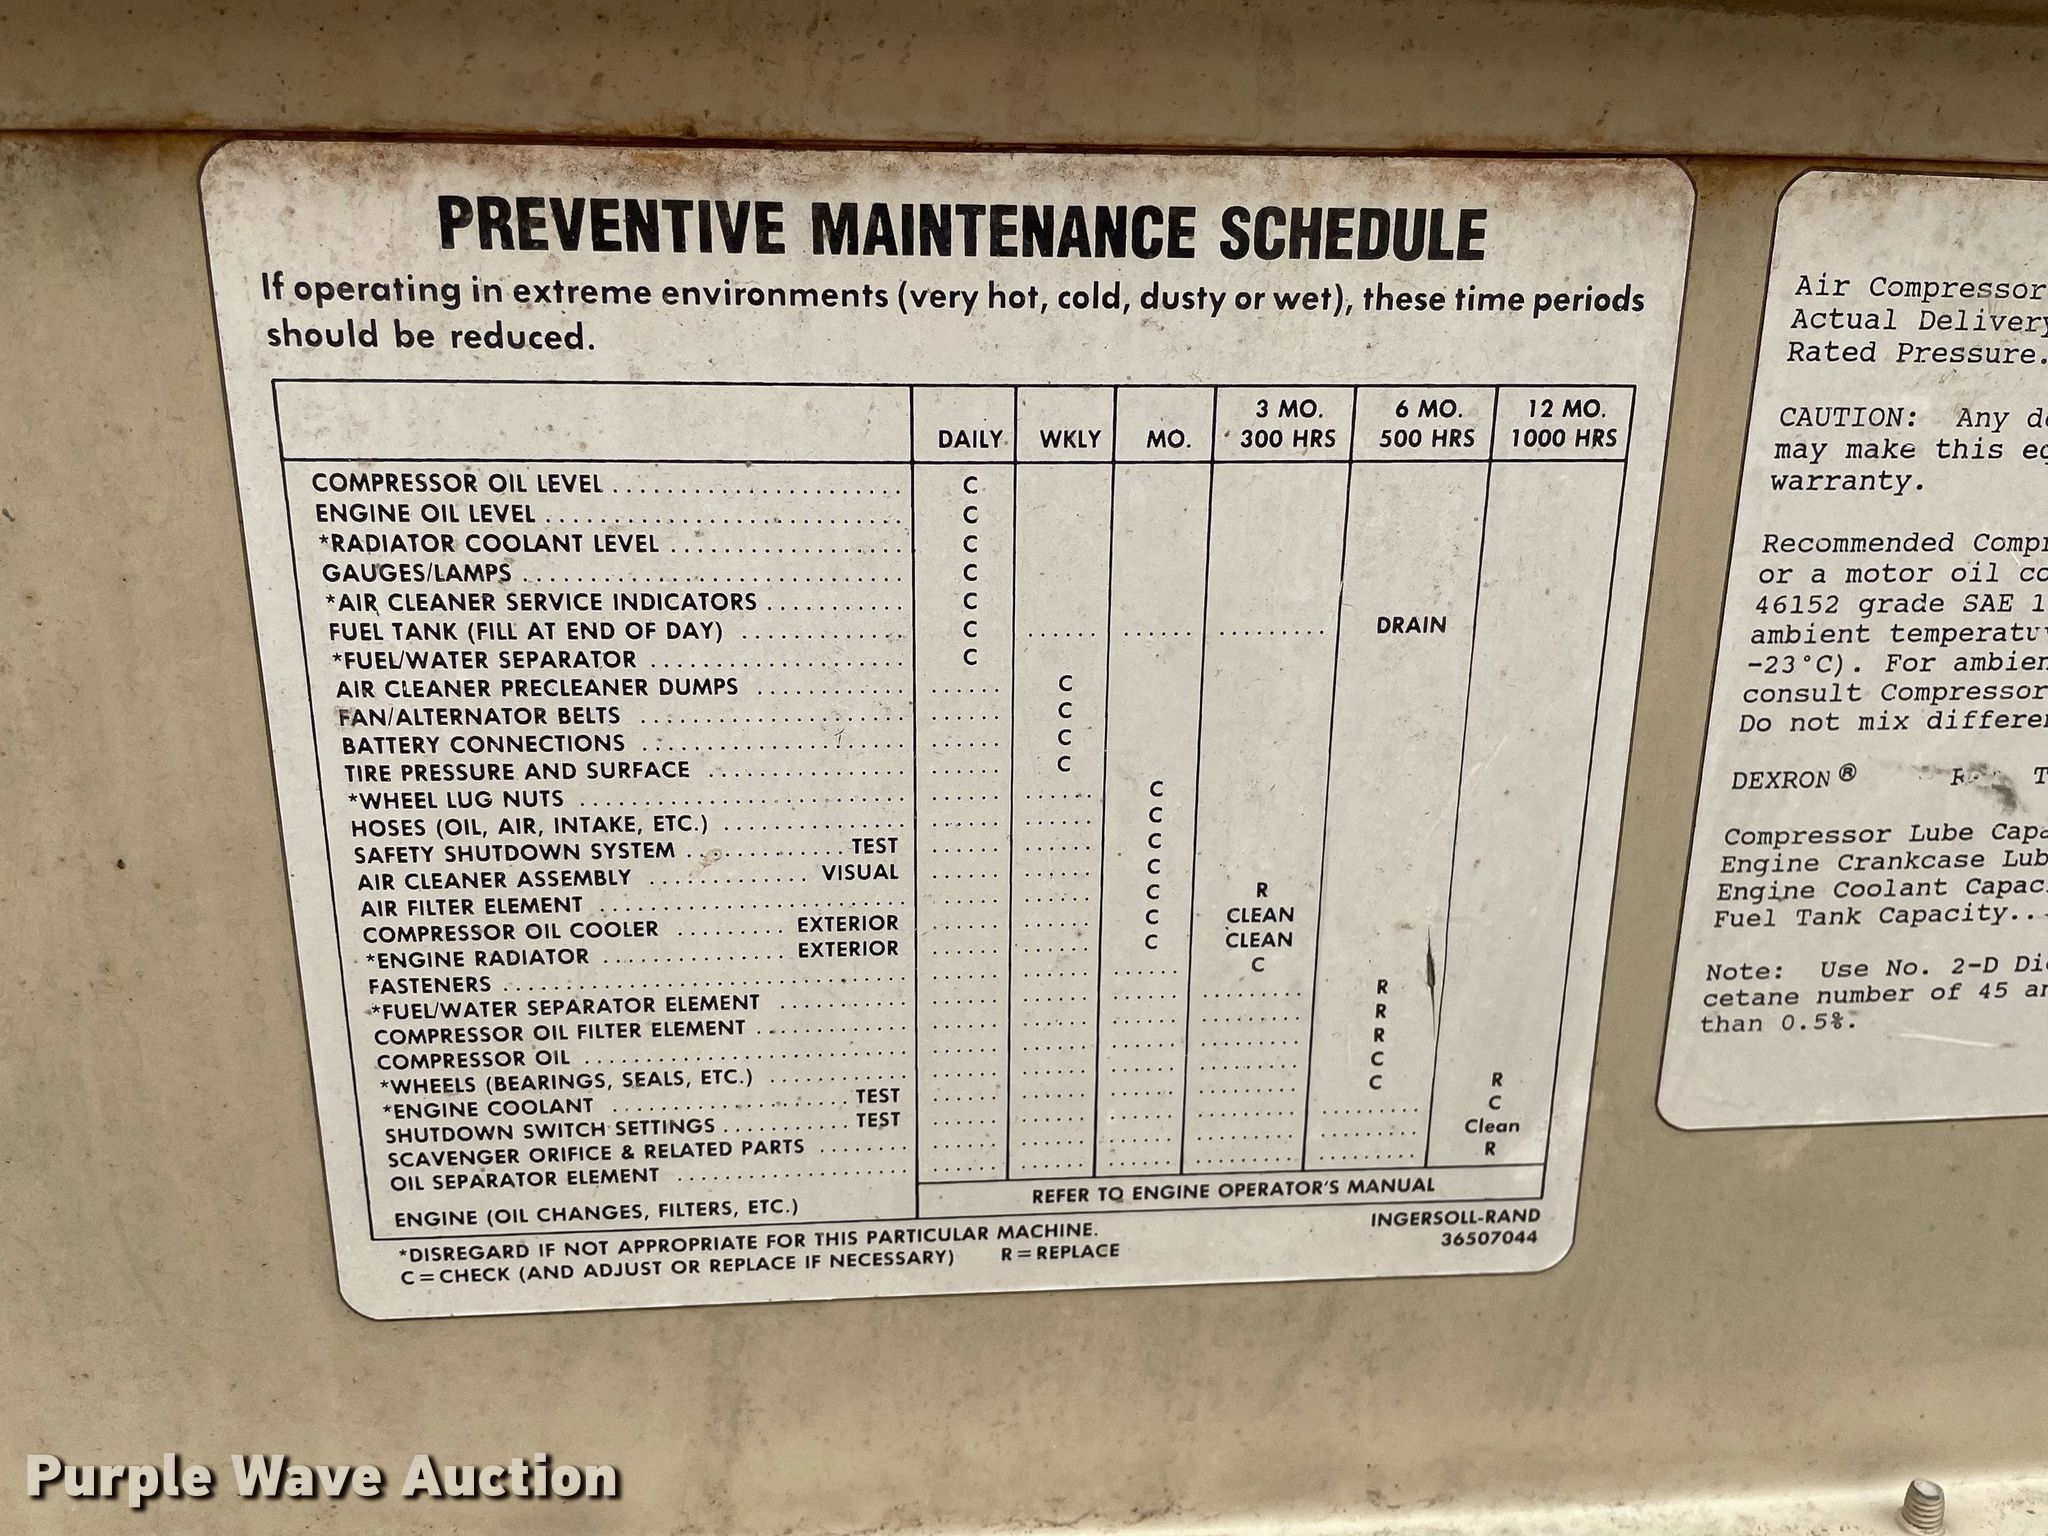 PREVENTIVE MAINTENANCE SCHEDULE
If operating in extreme environments (very hot, cold, dusty or wet), these time periods
should be reduced.
3 MO. 6 MO. 12 MO.
DAILY WKLY MO. 300 HRS 500 HRS 1000 HRS
COMPRESSOR OIL LEVEL C
ENGINE OIL LEVEL C
*RADIATOR COOLANT LEVEL C
GAUGES/LAMPS C
*AIR CLEANER SERVICE INDICATORS C
FUEL TANK (FILL AT END OF DAY) C DRAIN
*FUEL/WATER SEPARATOR C
AIR CLEANER PRECLEANER DUMPS C
FAN/ALTERNATOR BELTS C
BATTERY CONNECTIONS C
TIRE PRESSURE AND SURFACE C
*WHEEL LUG NUTS C
HOSES (OIL, AIR, INTAKE, ETC.) C
SAFETY SHUTDOWN SYSTEM TEST C
AIR CLEANER ASSEMBLY VISUAL C
AIR FILTER ELEMENT C R
COMPRESSOR OIL COOLER EXTERIOR C CLEAN
*ENGINE RADIATOR EXTERIOR C CLEAN
FASTENERS C
*FUEL/WATER SEPARATOR ELEMENT R
COMPRESSOR OIL FILTER ELEMENT R
COMPRESSOR OIL R
*WHEELS (BEARINGS, SEALS, ETC.) C
*ENGINE COOLANT TEST C R
SHUTDOWN SWITCH SETTINGS TEST C
SCAVENGER ORIFICE & RELATED PARTS Clean
OIL SEPARATOR ELEMENT R
ENGINE (OIL CHANGES, FILTERS, ETC.) REFER TO ENGINE OPERATOR'S MANUAL
*DISREGARD IF NOT APPROPRIATE FOR THIS PARTICULAR MACHINE.
C=CHECK (AND ADJUST OR REPLACE IF NECESSARY) R=REPLACE
INGERSOLL-RAND
36507044
Air Compressor
Actual Delivery
Rated Pressure.
CAUTION: Any
may make this
warranty.
Recommended
or a motor oil
46152 grade SAE
ambient
-23°C). For
consult Compressor
Do not mix
DEXRON®
Compressor Lube
Engine Crankcase
Engine Coolant
Fuel Tank Capacity...
Note: Use No. 2-D
cetane number of 45
than 0.5%.
Purple Wave Auction